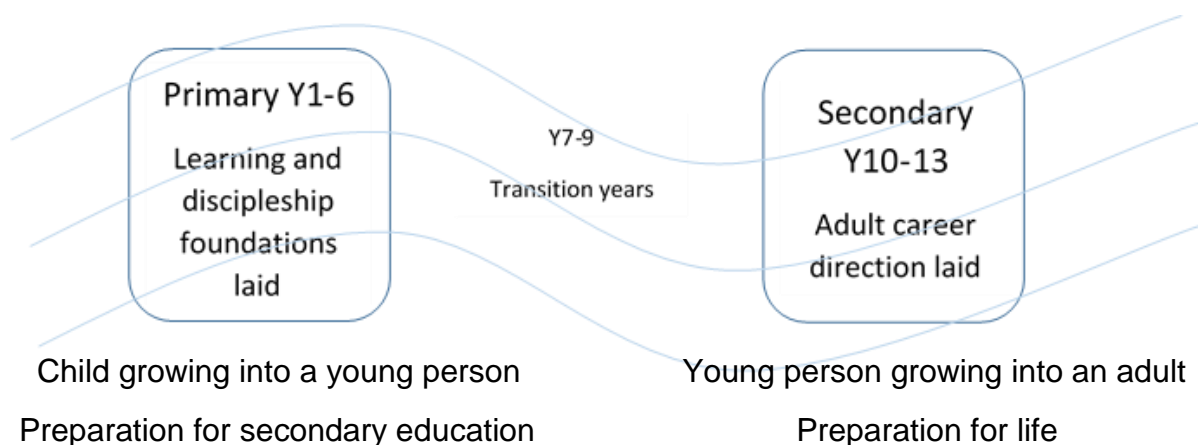 Primary Y1-6
Learning and
discipleship
foundations
laid
Y7-9
Transition years
Secondary
Y10-13
Adult career
direction laid
Child growing into a young person
Young person growing into an adult
Preparation for secondary education
Preparation for life